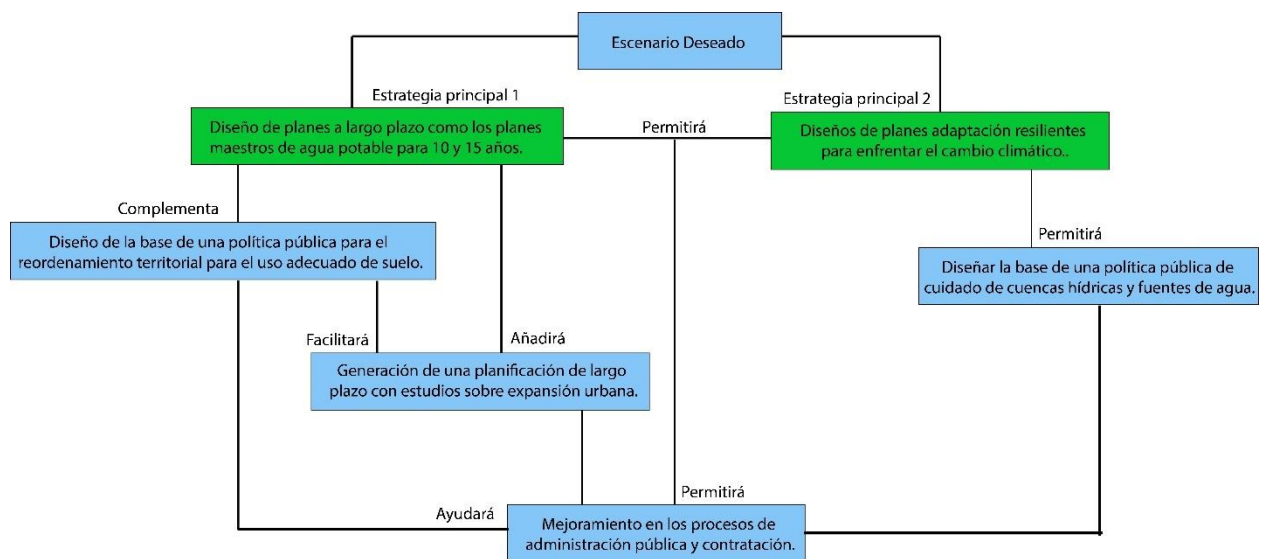 Escenario Deseado
Estrategia principal 1
Estrategia principal 2
Diseño de planes a largo plazo como los planes
maestros de agua potable para 10 y 15 años.
Permitirá
Diseños de planes adaptación resilientes
para enfrentar el cambio climático..
Complementa
Diseño de la base de una política pública para el
reordenamiento territorial para el uso adecuado de suelo.
Permitirá
Diseñar la base de una política pública de
cuidado de cuencas hídricas y fuentes de agua.
Facilitará
Añadirá
Generación de una planificación de largo
plazo con estudios sobre expansión urbana.
Permitirá
Ayudará
Mejoramiento en los procesos de
administración pública y contratación.